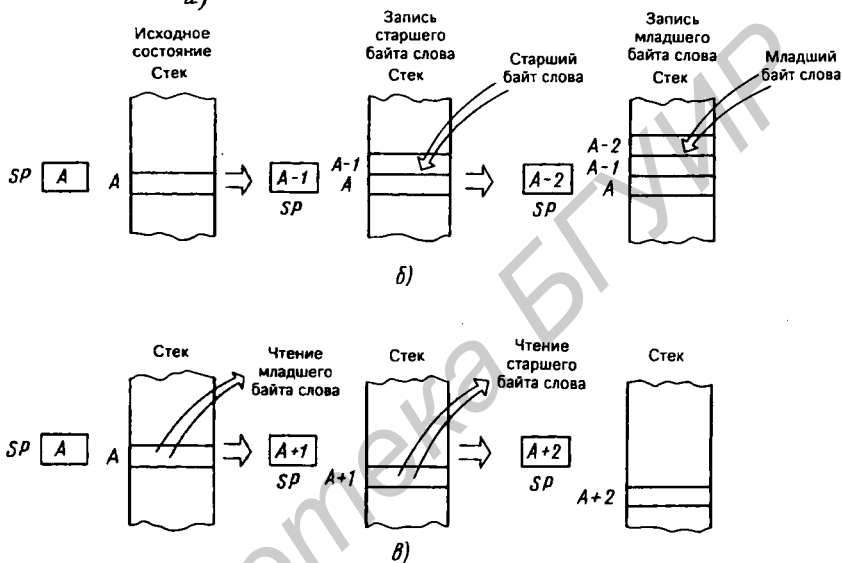 а)
Исходное
состояние
Стек
Запись
старшего
байта слова
Стек
Старший
байт слова
Запись
младшего
байта слова
Стек
Младший
байт слова
SP
A
A
A-1
SP
A-1
A
A-2
SP
A-2
A-1
A
б)
Стек
Чтение
младшего
байта слова
Стек
Чтение
старшего
байта слова
Стек
SP
A
A
A+1
SP
A+1
A+2
SP
A+2
в)
отека БГУИР